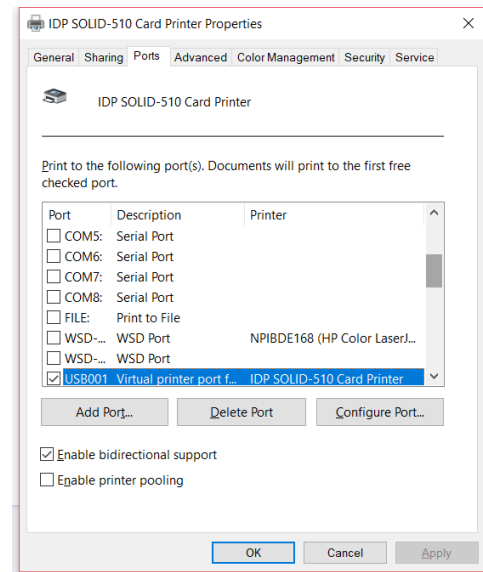 IDP SOLID-510 Card Printer Properties
General Sharing Ports Advanced Color Management Security Service
IDP SOLID-510 Card Printer
Print to the following port(s). Documents will print to the first free
checked port.
Port Description Printer
COM5: Serial Port
COM6: Serial Port
COM7: Serial Port
COM8: Serial Port
FILE: Print to File
WSD-... WSD Port NPIBDE168 (HP Color LaserJ...
WSD-... WSD Port
USB001 Virtual printer port f... IDP SOLID-510 Card Printer
Add Port... Delete Port Configure Port...
Enable bidirectional support
Enable printer pooling
OK Cancel Apply